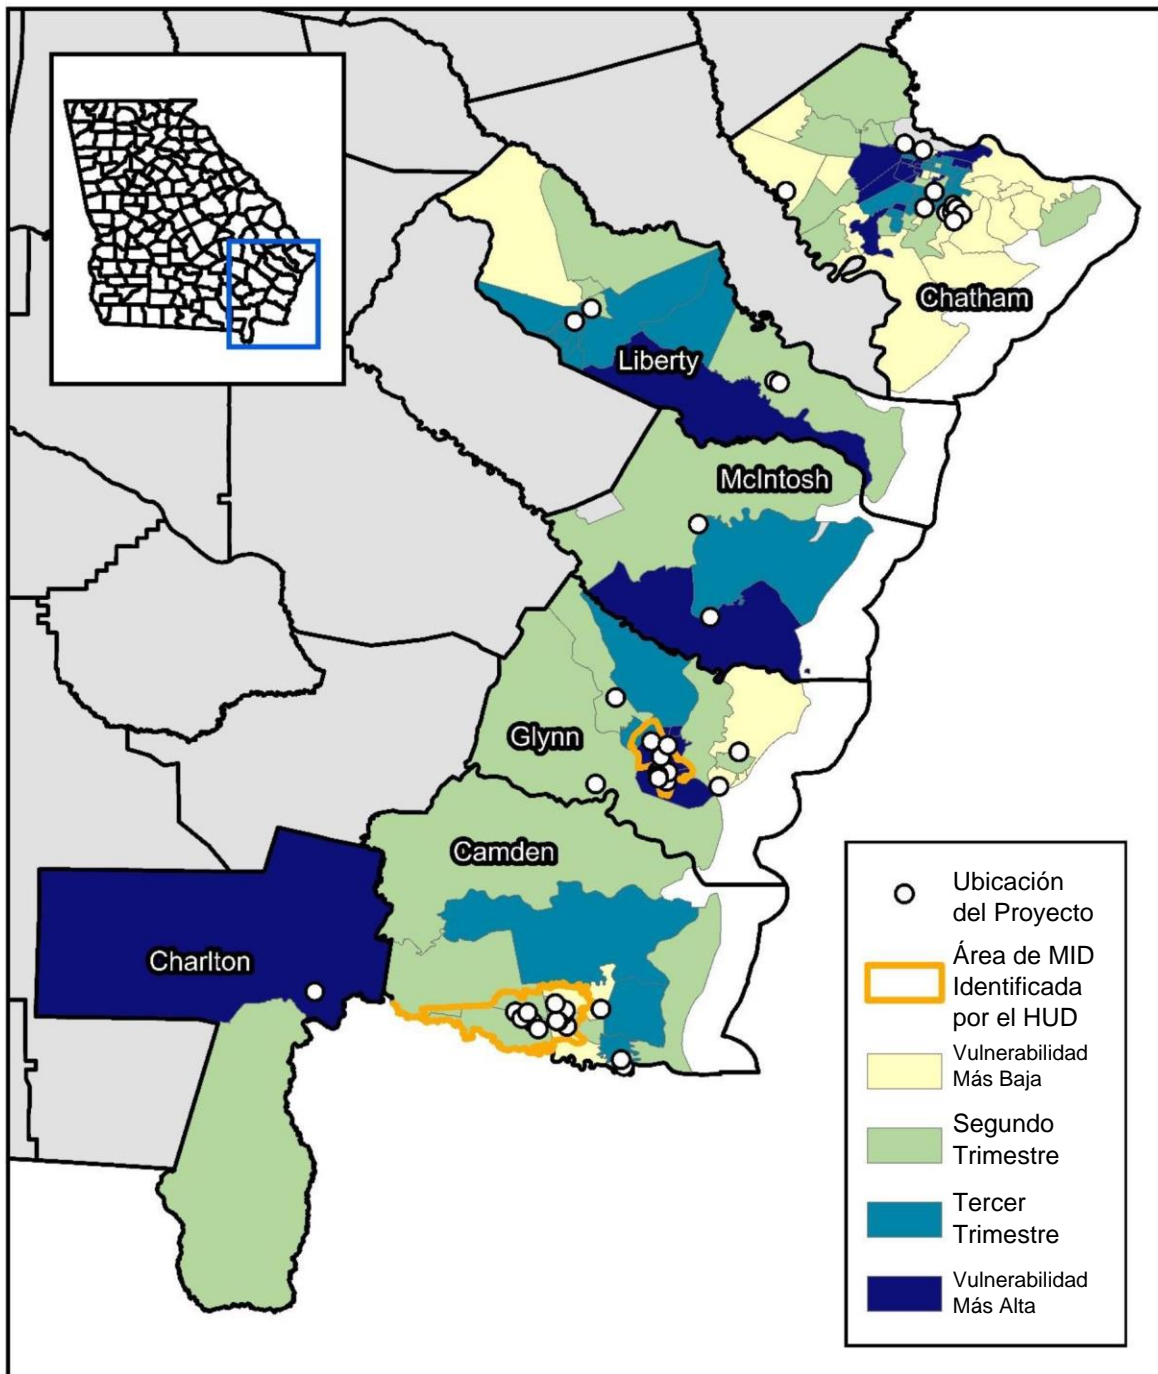 Chatham
Liberty
McIntosh
Glynn
Camden
Charlton
Ubicación
del Proyecto
Área de MID
Identificada
por el HUD
Vulnerabilidad
Más Baja
Segundo
Trimestre
Tercer
Trimestre
Vulnerabilidad
Más Alta